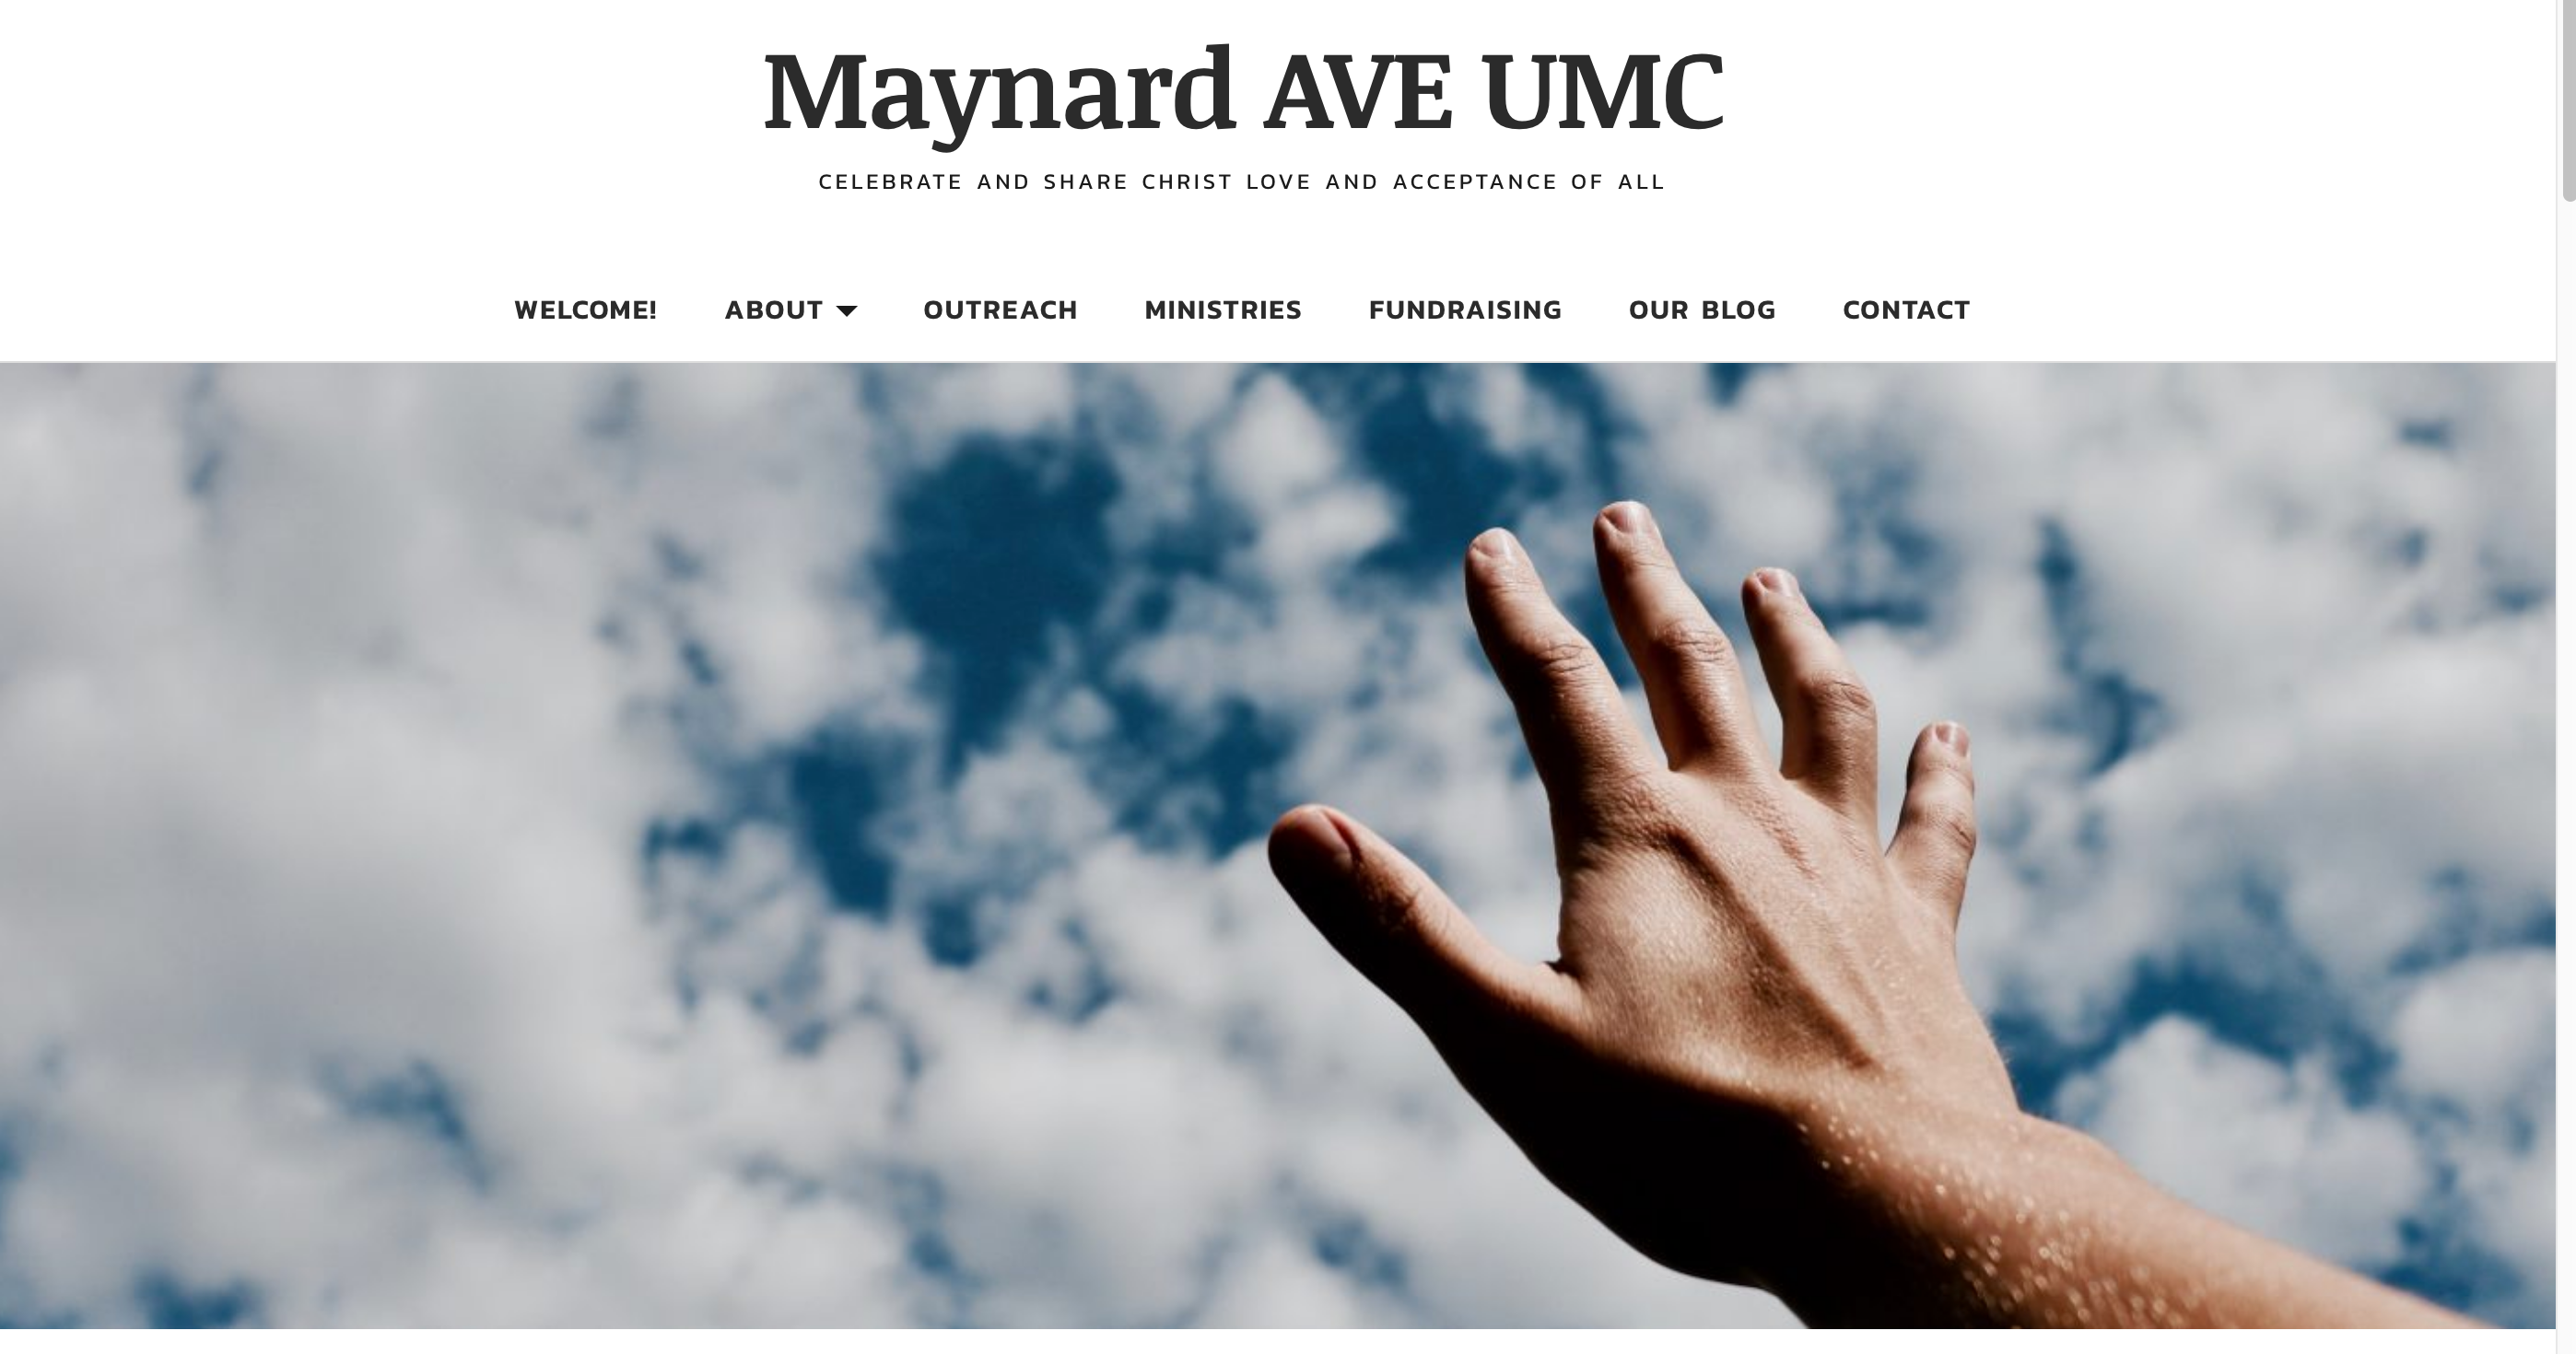 Maynard AVE UMC
CELEBRATE AND SHARE CHRIST LOVE AND ACCEPTANCE OF ALL
WELCOME! ABOUT OUTREACH MINISTRIES FUNDRAISING OUR BLOG CONTACT